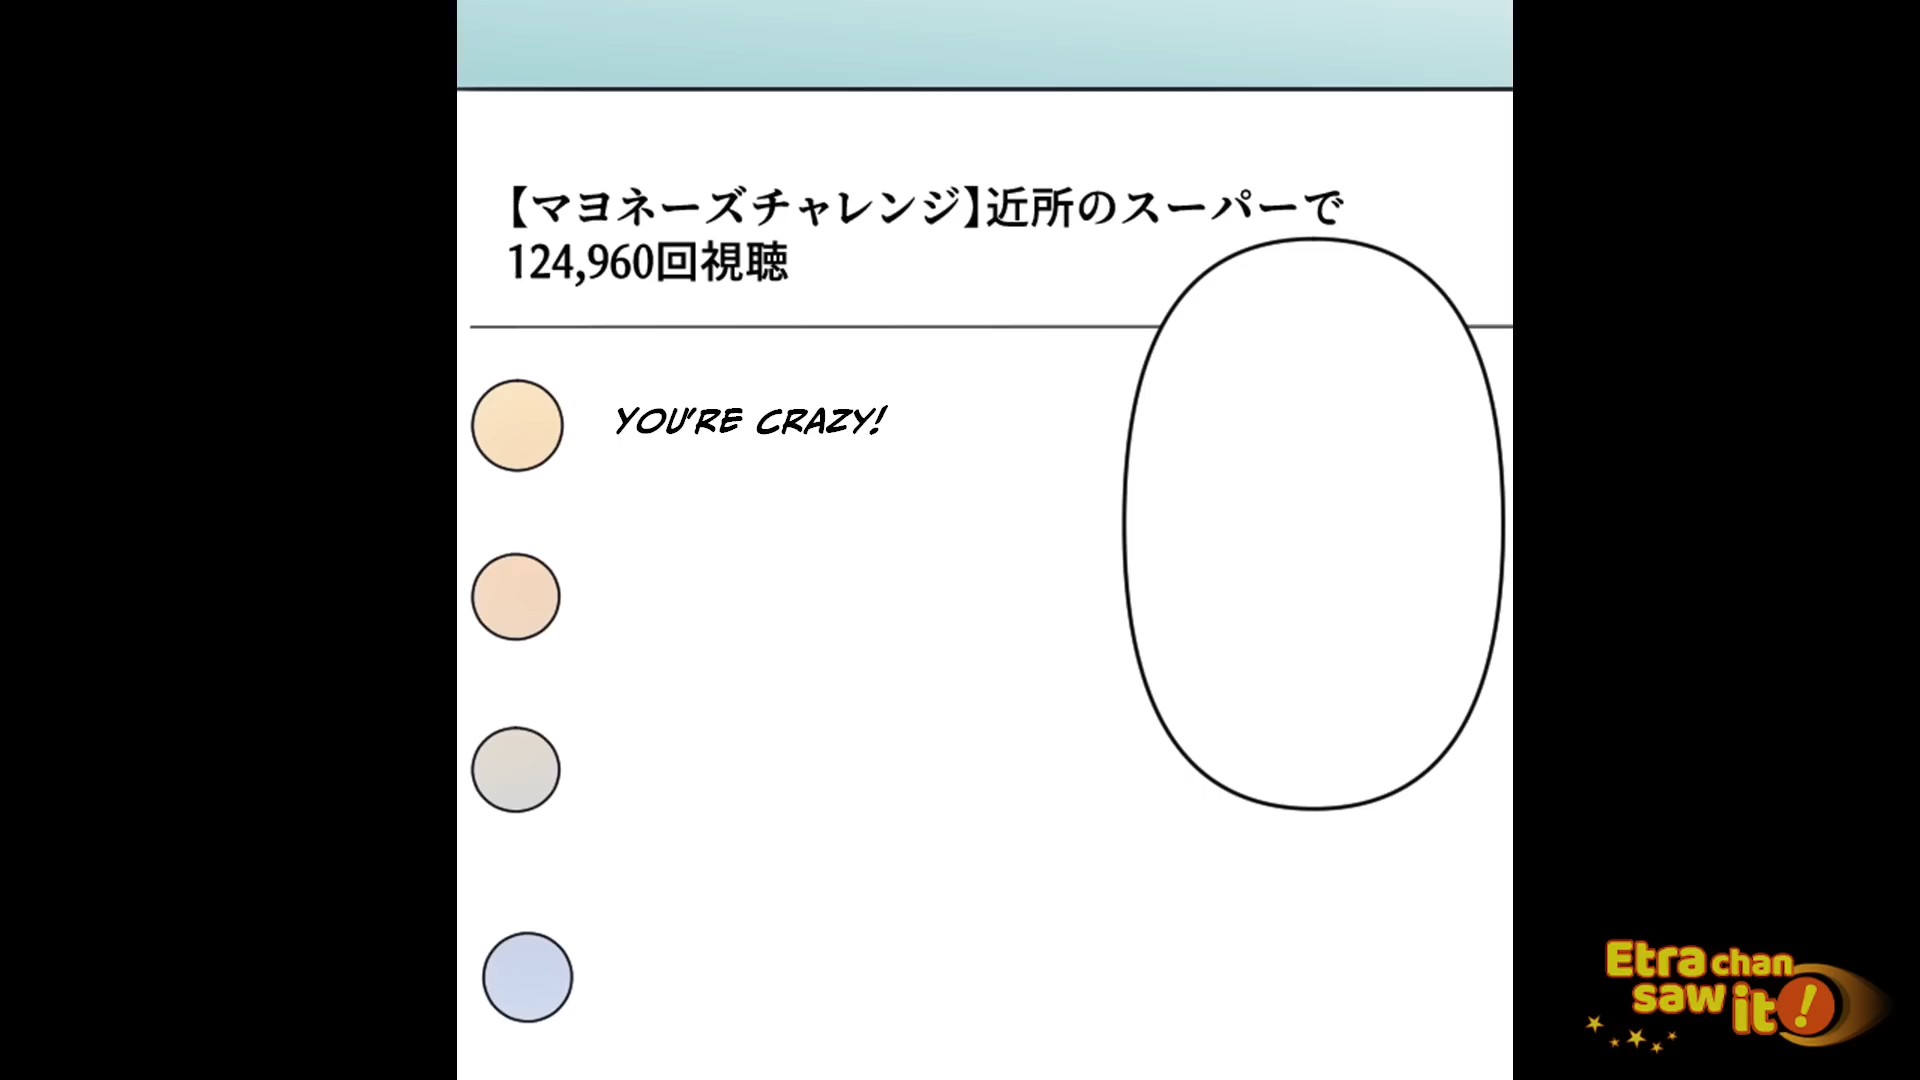 【マヨネーズチャレンジ】近所のスーパーで
124,960回視聴
YOU'RE CRAZY!
Etra chan
saw it!